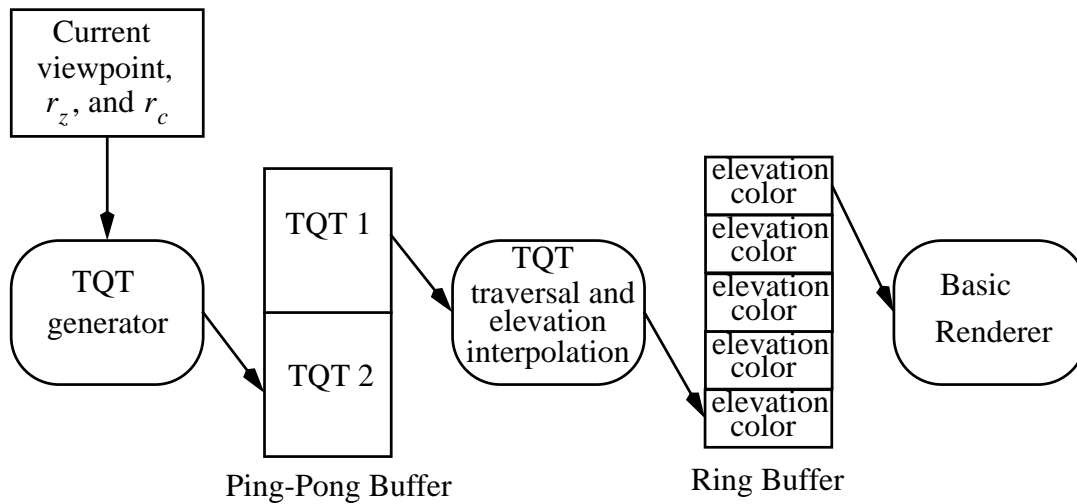 Current
viewpoint,
r_z, and r_c
TQT
generator
TQT 1
TQT 2
Ping-Pong Buffer
TQT
traversal and
elevation
interpolation
elevation
color
elevation
color
elevation
color
elevation
color
elevation
color
Ring Buffer
Basic
Renderer